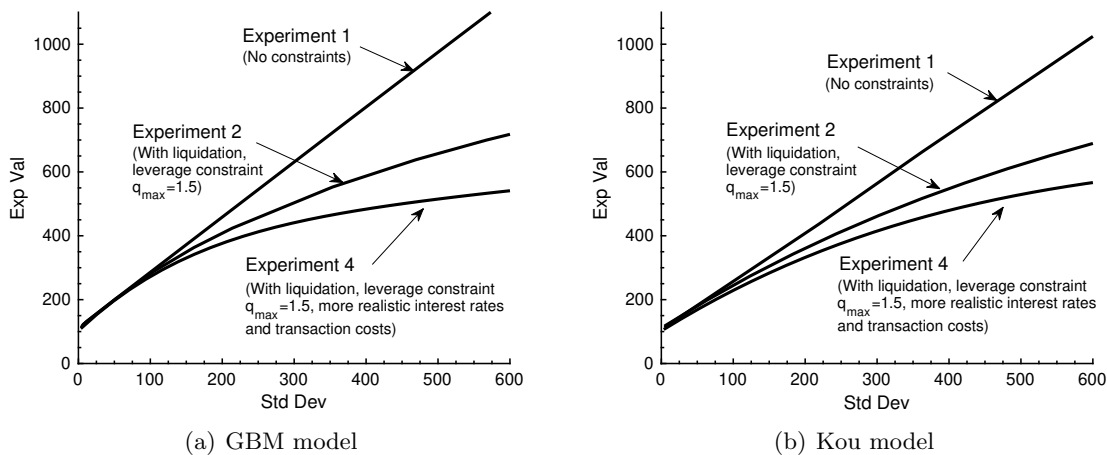 Exp Val
1000
800
600
400
200
0
0 100 200 300 400 500 600
Std Dev
Experiment 1
(No constraints)
Experiment 2
(With liquidation,
leverage constraint
q_max=1.5)
Experiment 4
(With liquidation, leverage constraint
q_max=1.5, more realistic interest rates
and transaction costs)
(a) GBM model
Exp Val
1000
800
600
400
200
0
0 100 200 300 400 500 600
Std Dev
Experiment 1
(No constraints)
Experiment 2
(With liquidation,
leverage constraint
q_max=1.5)
Experiment 4
(With liquidation, leverage constraint
q_max=1.5, more realistic interest rates
and transaction costs)
(b) Kou model